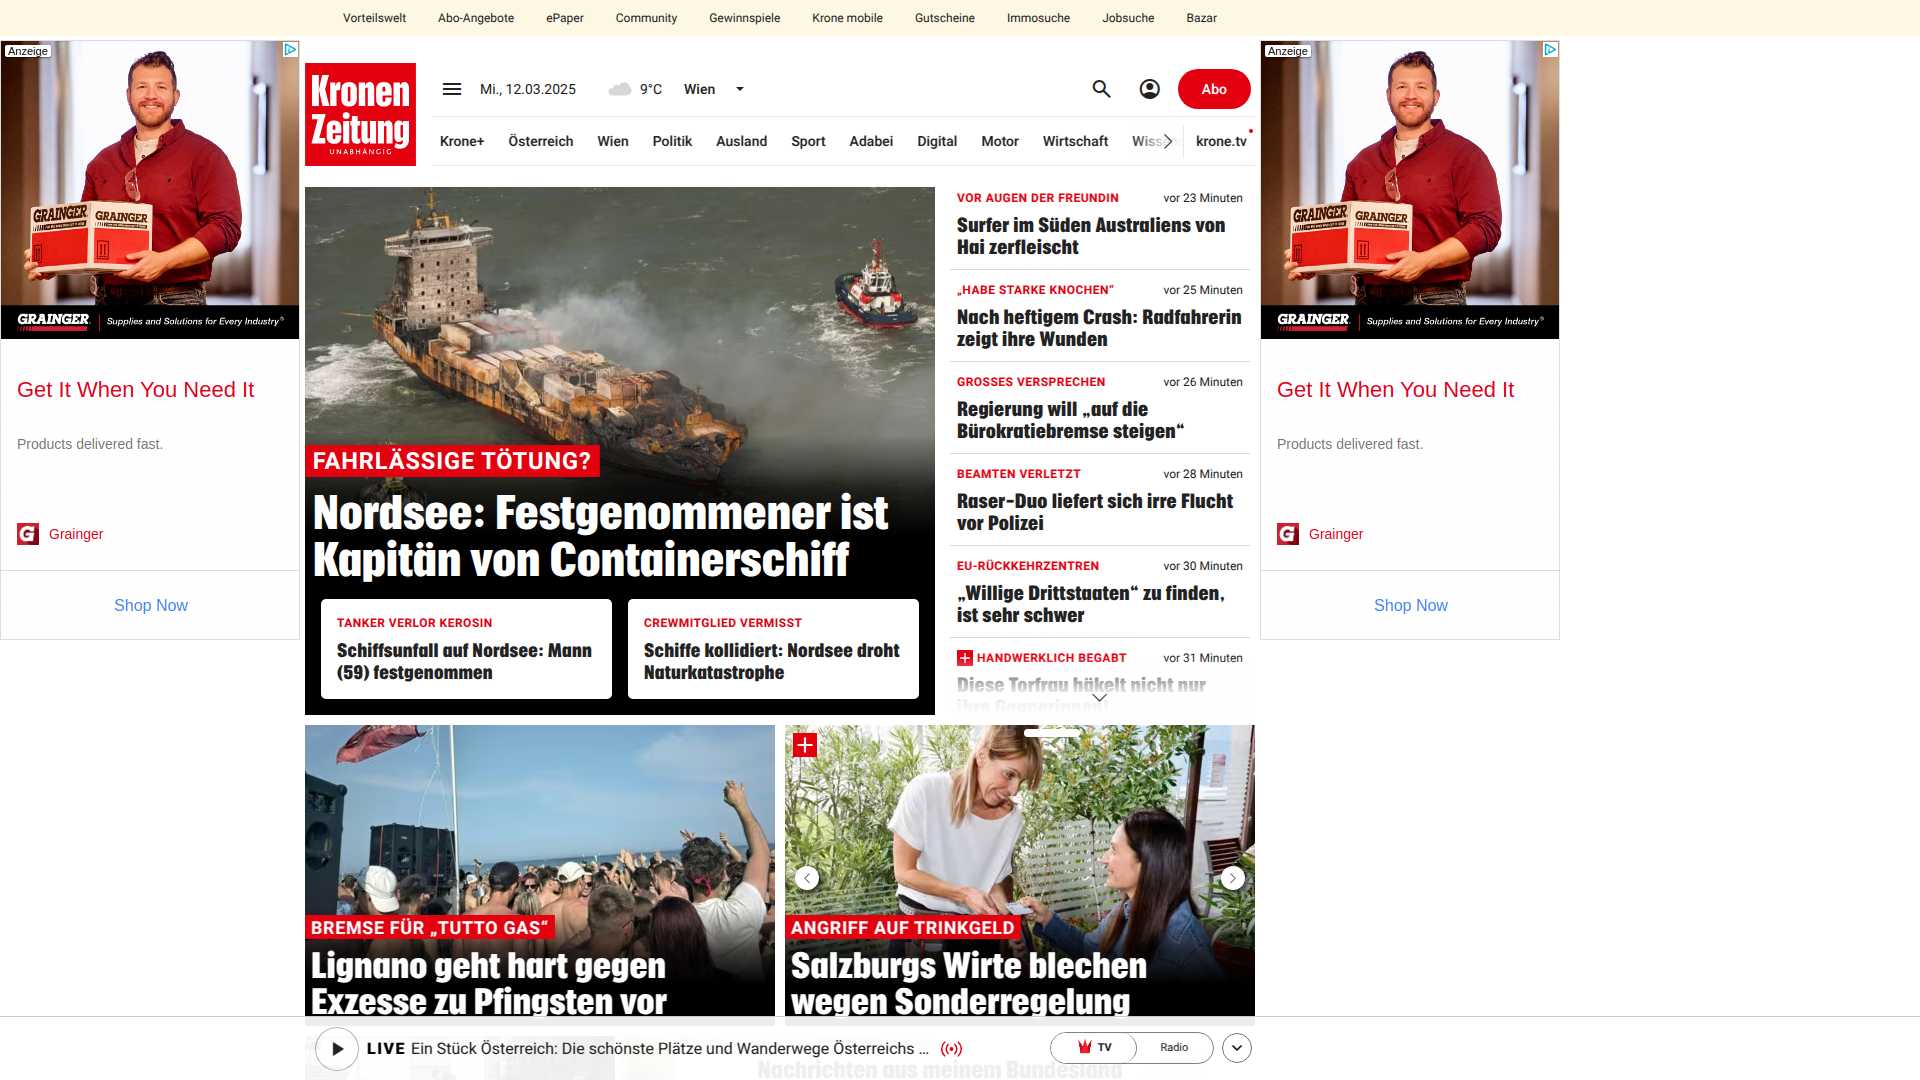 Vorteilswelt Abo-Angebote ePaper Community Gewinnspiele Krone mobile Gutscheine Immosuche Jobsuche Bazar
Anzeige
GRAINGER
GRAINGER
GRAINGER
Supplies and Solutions for Every Industry®
Get It When You Need It
Products delivered fast.
Grainger
Shop Now
Kronen
Zeitung
UNABHÄNGIG
Mi., 12.03.2025 9°C Wien
Abo
Krone+ Österreich Wien Politik Ausland Sport Adabei Digital Motor Wirtschaft krone.tv
FAHRLÄSSIGE TÖTUNG?
Nordsee: Festgenommener ist
Kapitän von Containerschiff
TANKER VERLOR KEROSIN
Schiffsunfall auf Nordsee: Mann
(59) festgenommen
CREWMITGLIED VERMISST
Schiffe kollidiert: Nordsee droht
Naturkatastrophe
VOR AUGEN DER FREUNDIN vor 23 Minuten
Surfer im Süden Australiens von
Hai zerfleischt
„HABE STARKE KNOCHEN“ vor 25 Minuten
Nach heftigem Crash: Radfahrerin
zeigt ihre Wunden
GROSSES VERSPRECHEN vor 26 Minuten
Regierung will „auf die
Bürokratiebremse steigen“
BEAMTEN VERLETZT vor 28 Minuten
Raser-Duo liefert sich irre Flucht
vor Polizei
EU-RÜCKKEHRZENTREN vor 30 Minuten
„Willige Drittstaaten“ zu finden,
ist sehr schwer
HANDWERKLICH BEGABT vor 31 Minuten
Diese Torfrau häkelt nicht nur
ihre Gegnerinnen!
Anzeige
GRAINGER
GRAINGER
GRAINGER
Supplies and Solutions for Every Industry®
Get It When You Need It
Products delivered fast.
Grainger
Shop Now
BREMSE FÜR „TUTTO GAS“
Lignano geht hart gegen
Exzesse zu Pfingsten vor
ANGRIFF AUF TRINKGELD
Salzburgs Wirte blechen
wegen Sonderregelung
LIVE Ein Stück Österreich: Die schönste Plätze und Wanderwege Österreichs ...
TV Radio
Nachrichten aus meinem Bundesland